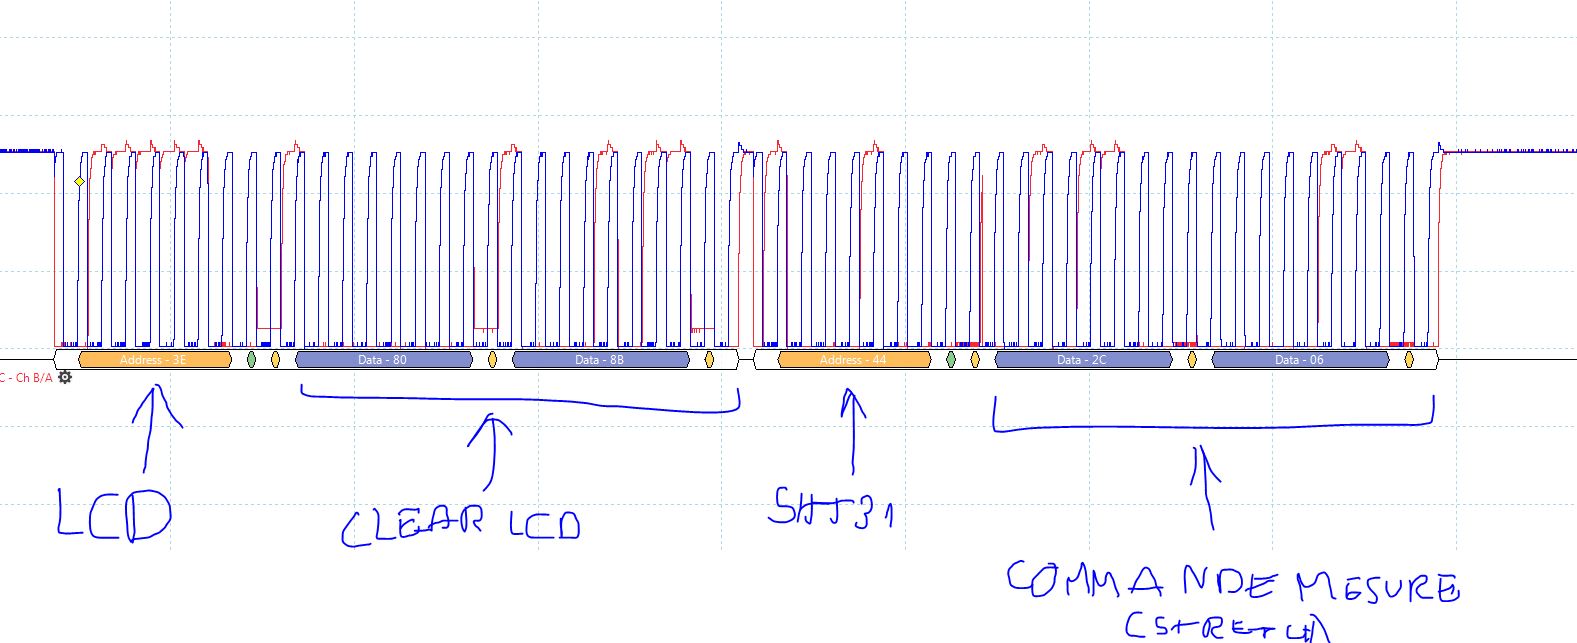 Address - 3E Data - 80 Data - 8B Address - 44 Data - 2C Data - 06
C - Ch B/A
LCD
CLEAR LCD
SHT31
COMMANDE MESURE
(STRETCH)